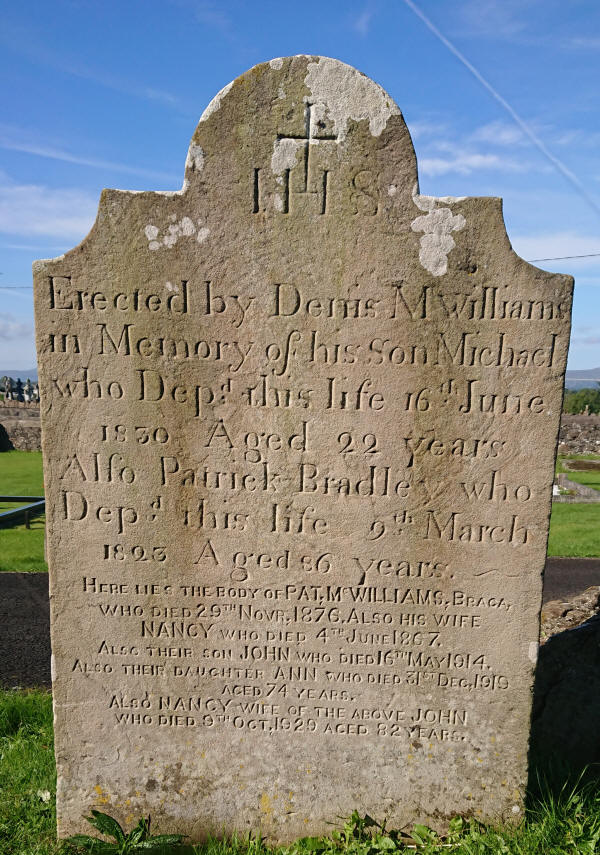 IHS
Erected by Denis McWilliams
in Memory of his Son Michael
who Dep.d this life 16th June
1830 Aged 22 years
Alſo Patrick Bradley who
Dep.d this life 9th March
1823 Aged 86 years.
HERE LIES THE BODY OF PAT, McWILLIAMS, BRAGA,
WHO DIED 29TH NOVR, 1876. ALSO HIS WIFE
NANCY WHO DIED 4TH JUNE 1867.
ALSO THEIR SON JOHN WHO DIED 16TH MAY 1914.
ALSO THEIR DAUGHTER ANN WHO DIED 31ST DEC, 1919
AGED 74 YEARS.
ALSO NANCY WIFE OF THE ABOVE JOHN
WHO DIED 9TH OCT, 1929 AGED 82 YEARS.